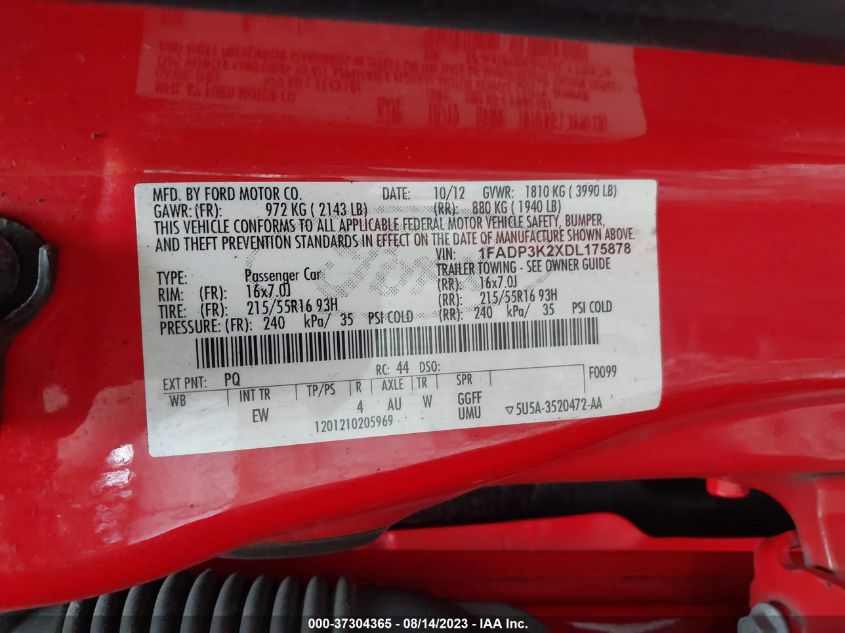 MFD. BY FORD MOTOR CO. DATE: 10/12 GVWR: 1810 KG ( 3990 LB)
GAWR: (FR): 972 KG ( 2143 LB) (RR): 880 KG ( 1940 LB)
THIS VEHICLE CONFORMS TO ALL APPLICABLE FEDERAL MOTOR VEHICLE SAFETY, BUMPER,
AND THEFT PREVENTION STANDARDS IN EFFECT ON THE DATE OF MANUFACTURE SHOWN ABOVE.
VIN: 1FADP3K2XDL175878
TYPE: Passenger Car TRAILER TOWING - SEE OWNER GUIDE
RIM: (FR): 16x7.0J (RR): 16x7.0J
TIRE: (FR): 215/55R16 93H (RR): 215/55R16 93H
PRESSURE: (FR): 240 kPa/ 35 PSI COLD (RR): 240 kPa/ 35 PSI COLD
EXT PNT: PQ RC: 44 DSO: F0099
WB INT TR TP/PS R AXLE TR SPR
EW 4 AU W GGFF
UMU
1201210205969 ▽5U5A-3520472-AA
000-37304365 - 08/14/2023 - IAA Inc.